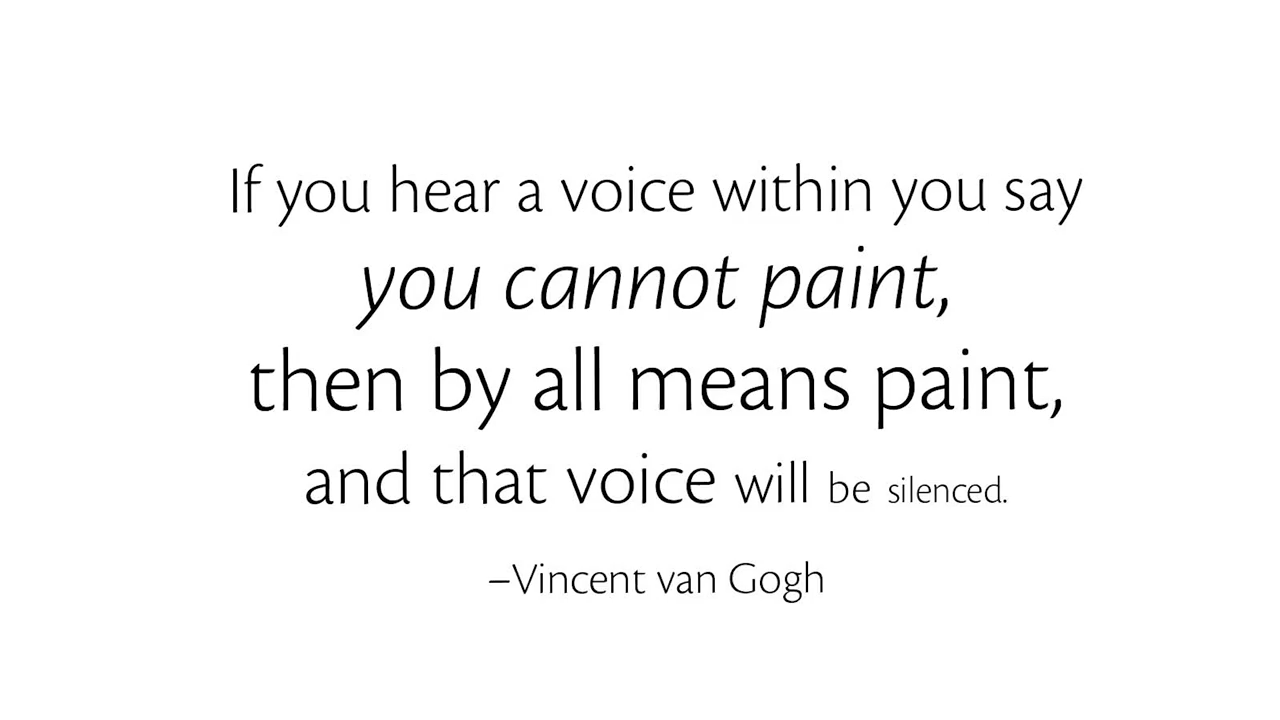 If you hear a voice within you say
you cannot paint,
then by all means paint,
and that voice will be silenced.
–Vincent van Gogh